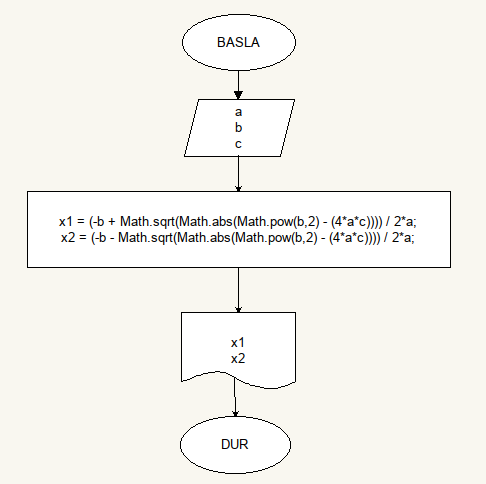 BASLA
a
b
c
x1 = (-b + Math.sqrt(Math.abs(Math.pow(b,2) - (4*a*c)))) / 2*a;
x2 = (-b - Math.sqrt(Math.abs(Math.pow(b,2) - (4*a*c)))) / 2*a;
x1
x2
DUR